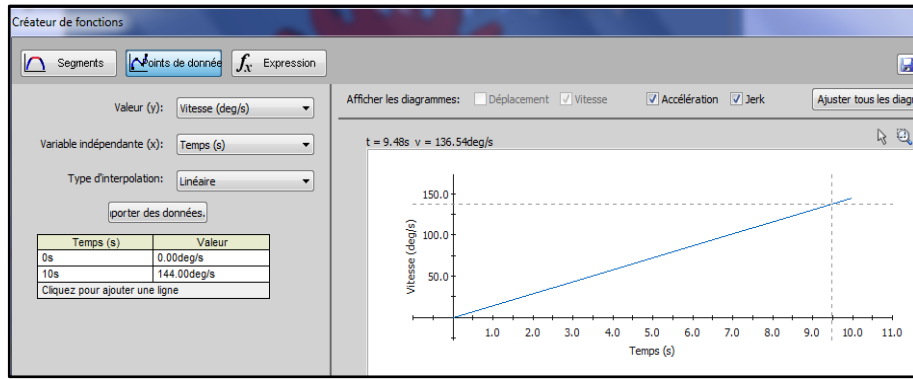 Créateur de fonctions
Segments
Points de donnée
fx Expression
Valeur (y): Vitesse (deg/s)
Variable indépendante (x): Temps (s)
Type d'interpolation: Linéaire
porter des données.
Temps (s) Valeur
0s 0.00deg/s
10s 144.00deg/s
Cliquez pour ajouter une ligne
Afficher les diagrammes: Déplacement Vitesse Accélération Jerk Ajuster tous les diag
t = 9.48s v = 136.54deg/s
150.0
100.0
50.0
Vitesse (deg/s)
1.0 2.0 3.0 4.0 5.0 6.0 7.0 8.0 9.0 10.0 11.0
Temps (s)